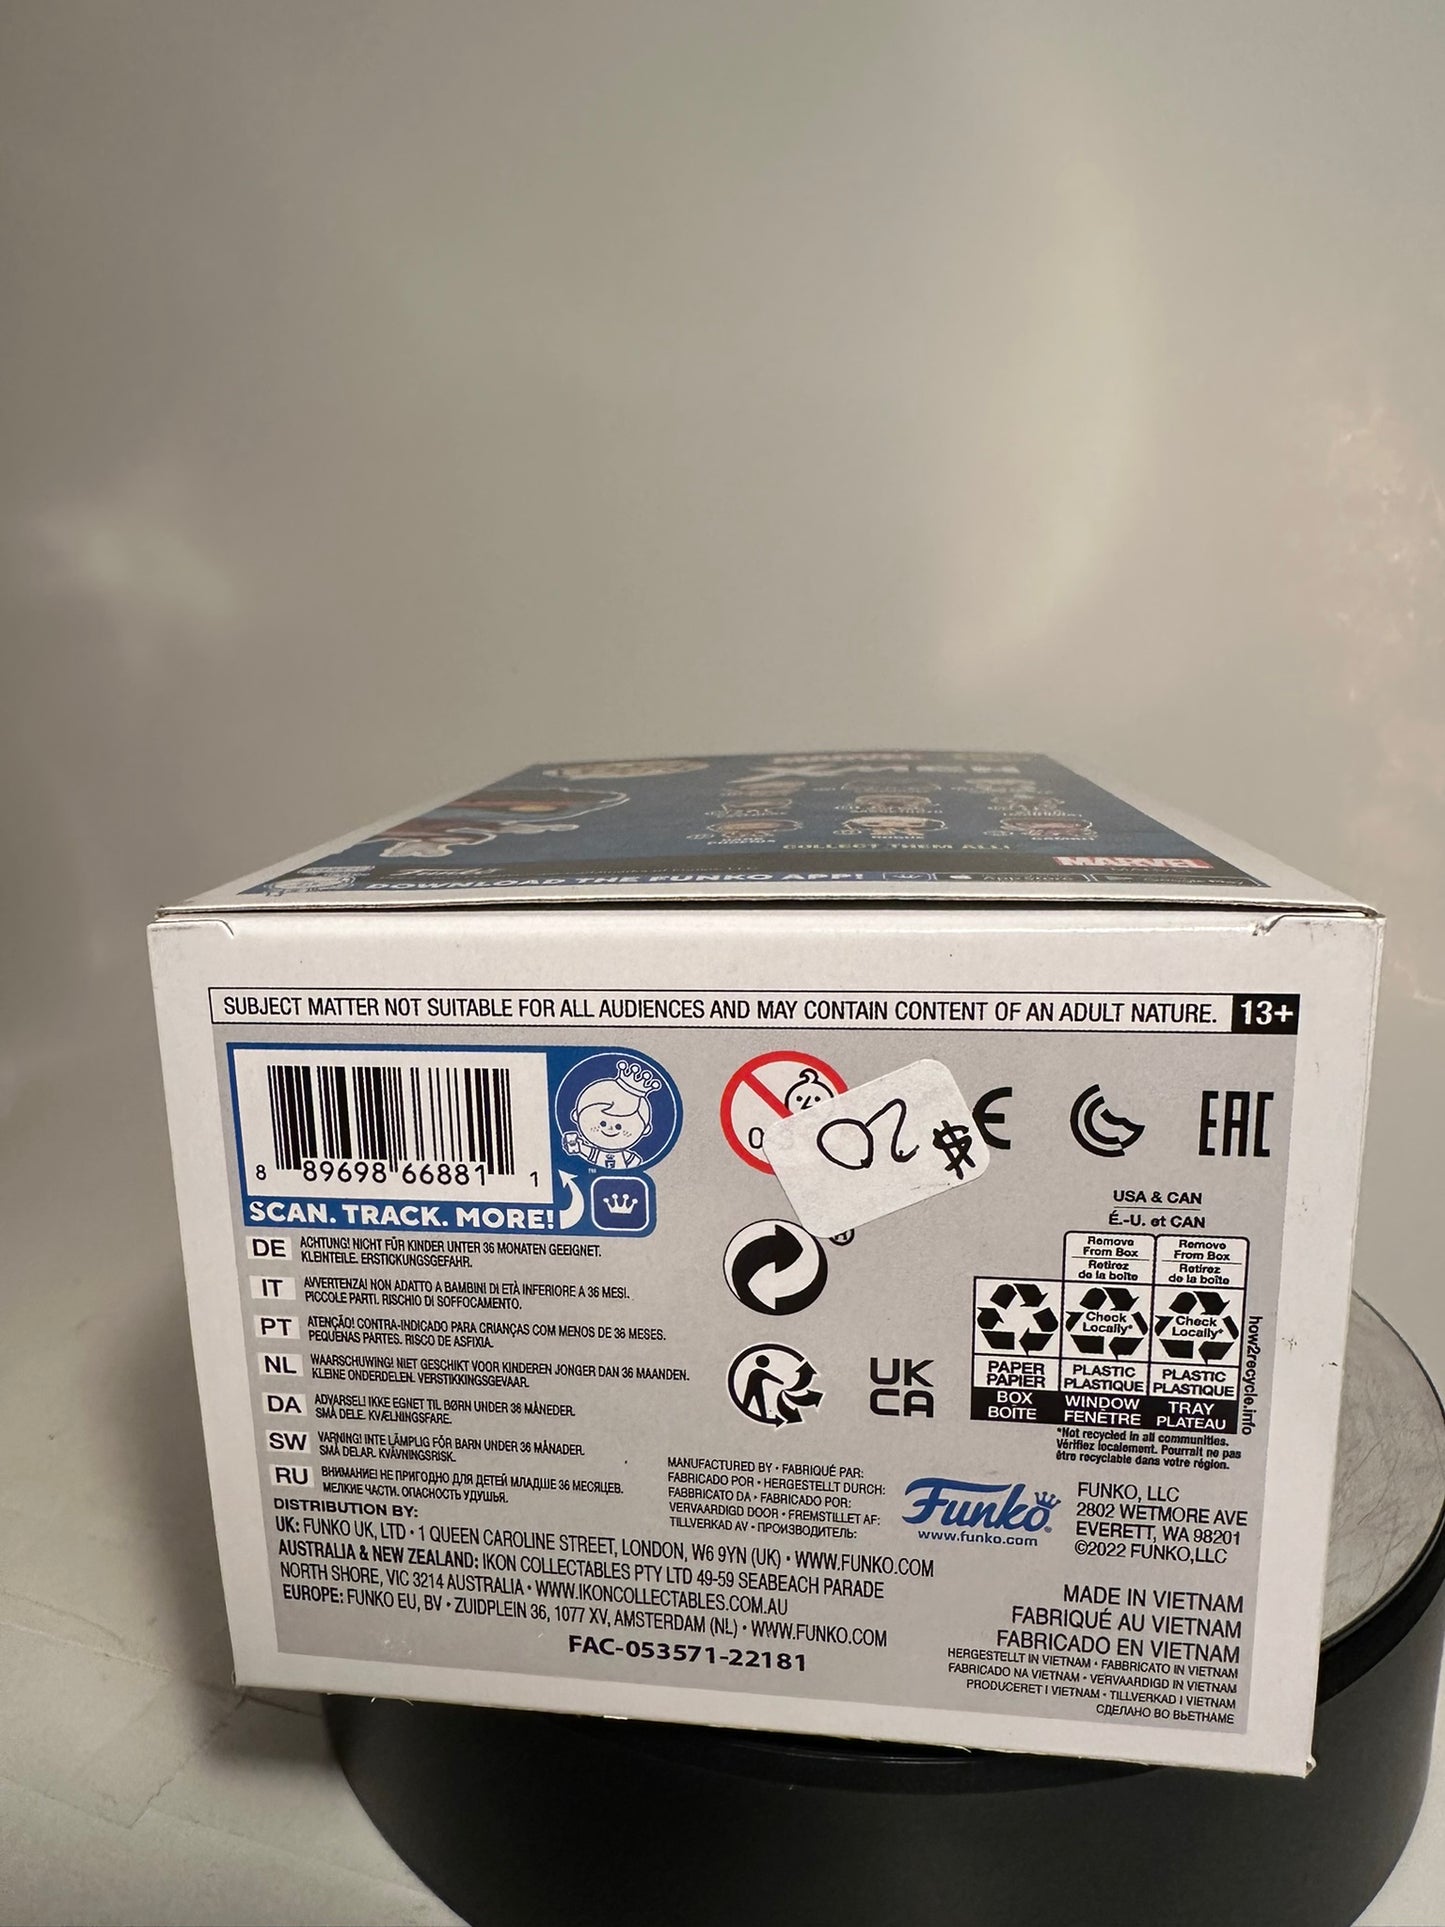 X-MEN
COLLECT THEM ALL!
MARVEL
Funko
DOWNLOAD THE FUNKO APP!
SUBJECT MATTER NOT SUITABLE FOR ALL AUDIENCES AND MAY CONTAIN CONTENT OF AN ADULT NATURE. 13+
8 89698 66881 1
SCAN. TRACK. MORE!
$20
CE
EAC
DE ACHTUNG! NICHT FÜR KINDER UNTER 36 MONATEN GEEIGNET.
KLEINTEILE. ERSTICKUNGSGEFAHR.
IT AVVERTENZA! NON ADATTO A BAMBINI DI ETÀ INFERIORE A 36 MESI.
PICCOLE PARTI. RISCHIO DI SOFFOCAMENTO.
PT ATENÇÃO! CONTRA-INDICADO PARA CRIANÇAS COM MENOS DE 36 MESES.
PEQUENAS PARTES. RISCO DE ASFIXIA.
NL WAARSCHUWING! NIET GESCHIKT VOOR KINDEREN JONGER DAN 36 MAANDEN.
KLEINE ONDERDELEN. VERSTIKKINGSGEVAAR.
DA ADVARSEL! IKKE EGNET TIL BØRN UNDER 36 MÅNEDER.
SMÅ DELE. KVÆLNINGSFARE.
SW VARNING! INTE LÄMPLIG FÖR BARN UNDER 36 MÅNADER.
SMÅ DELAR. KVÄVNINGSRISK.
RU ВНИМАНИЕ! НЕ ПРИГОДНО ДЛЯ ДЕТЕЙ МЛАДШЕ 36 МЕСЯЦЕВ.
МЕЛКИЕ ЧАСТИ. ОПАСНОСТЬ УДУШЬЯ.
UK
CA
USA & CAN
É.-U. et CAN
Remove From Box
Retirez de la boîte
Remove From Box
Retirez de la boîte
Check Locally*
Check Locally*
PAPER PAPIER
PLASTIC PLASTIQUE
PLASTIC PLASTIQUE
BOX BOÎTE
WINDOW FENÊTRE
TRAY PLATEAU
how2recycle.info
*Not recycled in all communities.
Vérifiez localement. Pourrait ne pas
être recyclable dans votre région.
MANUFACTURED BY • FABRIQUÉ PAR:
FABRICADO POR • HERGESTELLT DURCH:
FABBRICATO DA • FABRICADO POR:
VERVAARDIGD DOOR • FREMSTILLET AF:
TILLVERKAD AV • ПРОИЗВОДИТЕЛЬ:
Funko
www.funko.com
FUNKO, LLC
2802 WETMORE AVE
EVERETT, WA 98201
©2022 FUNKO,LLC
DISTRIBUTION BY:
UK: FUNKO UK, LTD • 1 QUEEN CAROLINE STREET, LONDON, W6 9YN (UK) • WWW.FUNKO.COM
AUSTRALIA & NEW ZEALAND: IKON COLLECTABLES PTY LTD 49-59 SEABEACH PARADE
NORTH SHORE, VIC 3214 AUSTRALIA • WWW.IKONCOLLECTABLES.COM.AU
EUROPE: FUNKO EU, BV • ZUIDPLEIN 36, 1077 XV, AMSTERDAM (NL) • WWW.FUNKO.COM
FAC-053571-22181
MADE IN VIETNAM
FABRIQUÉ AU VIETNAM
FABRICADO EN VIETNAM
HERGESTELLT IN VIETNAM • FABBRICATO IN VIETNAM
FABRICADO NA VIETNAM • VERVAARDIGD IN VIETNAM
PRODUCERET I VIETNAM • TILLVERKAD I VIETNAM
СДЕЛАНО ВО ВЬЕТНАМЕ